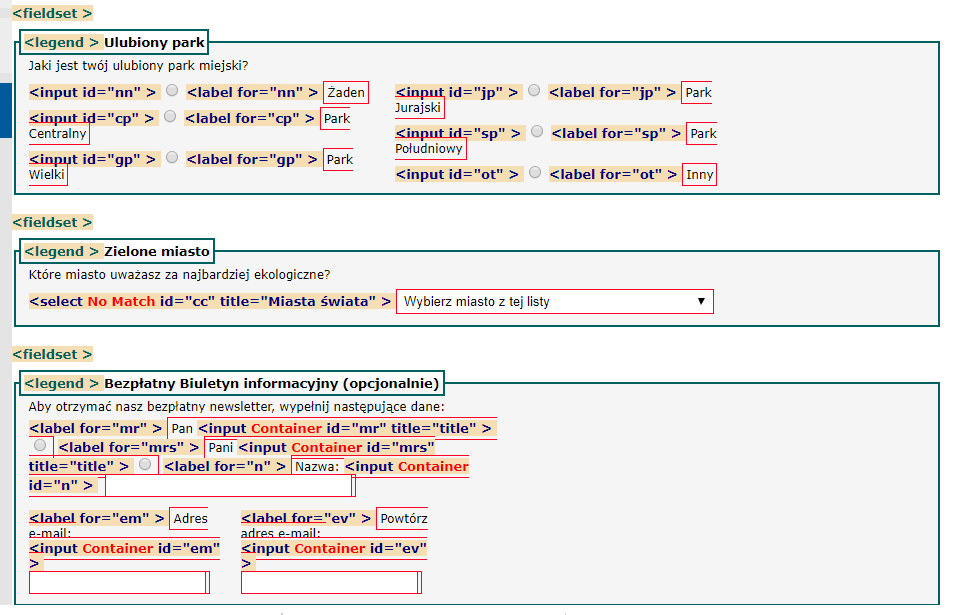 <fieldset >
<legend > Ulubiony park
Jaki jest twój ulubiony park miejski?
<input id="nn" > <label for="nn" > Żaden
<input id="cp" > <label for="cp" > Park
Centralny
<input id="gp" > <label for="gp" > Park
Wielki
<input id="jp" > <label for="jp" > Park
Jurajski
<input id="sp" > <label for="sp" > Park
Południowy
<input id="ot" > <label for="ot" > Inny
<fieldset >
<legend > Zielone miasto
Które miasto uważasz za najbardziej ekologiczne?
<select No Match id="cc" title="Miasta świata" > Wybierz miasto z tej listy
<fieldset >
<legend > Bezpłatny Biuletyn informacyjny (opcjonalnie)
Aby otrzymać nasz bezpłatny newsletter, wypełnij następujące dane:
<label for="mr" > Pan <input Container id="mr" title="title" >
<label for="mrs" > Pani <input Container id="mrs"
title="title" > <label for="n" > Nazwa: <input Container
id="n" >
<label for="em" > Adres
e-mail:
<input Container id="em"
>
<label for="ev" > Powtórz
adres e-mail:
<input Container id="ev"
>